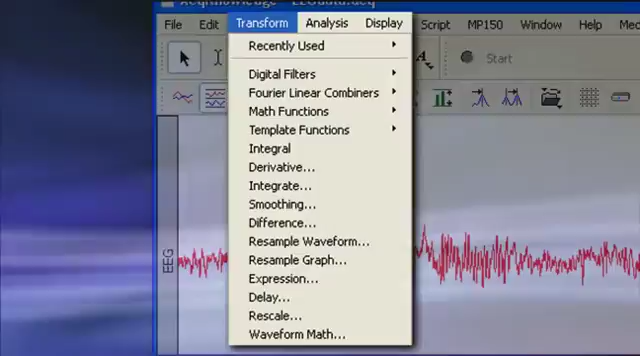 File Edit Transform Analysis Display Script MP150 Window
Start
Recently Used
Digital Filters
Fourier Linear Combiners
Math Functions
Template Functions
Integral
Derivative...
Integrate...
Smoothing...
Difference...
Resample Waveform...
Resample Graph...
Expression...
Delay...
Rescale...
Waveform Math...
EEG